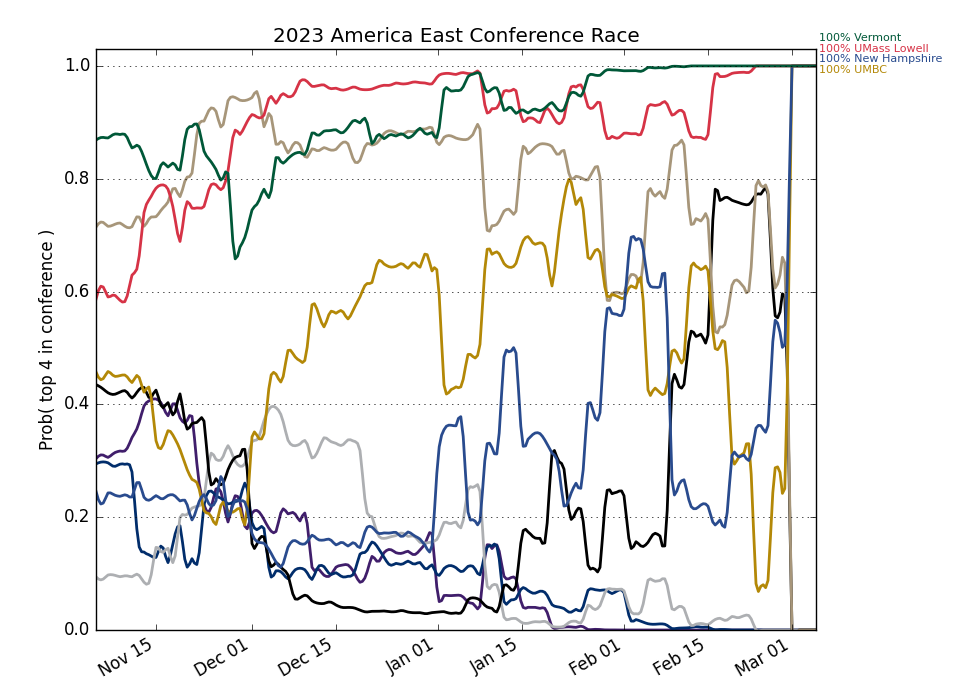 2023 America East Conference Race
100% Vermont
100% UMass Lowell
100% New Hampshire
100% UMBC
Prob( top 4 in conference )
1.0
0.8
0.6
0.4
0.2
0.0
Nov 15
Dec 01
Dec 15
Jan 01
Jan 15
Feb 01
Feb 15
Mar 01